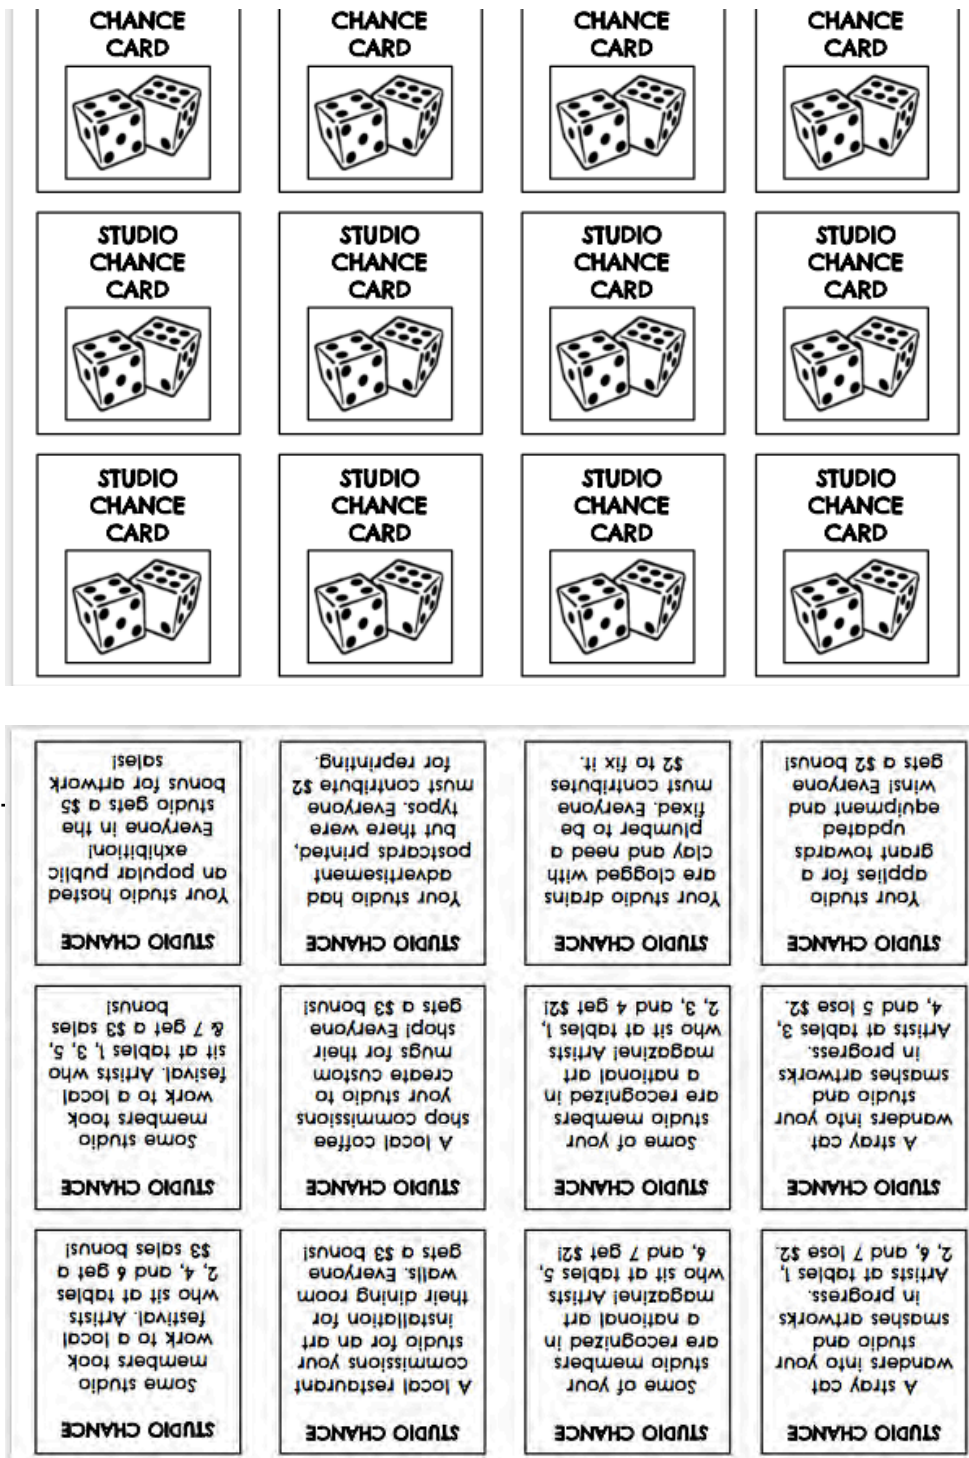 CHANCE
CARD
CHANCE
CARD
CHANCE
CARD
CHANCE
CARD
STUDIO
CHANCE
CARD
STUDIO
CHANCE
CARD
STUDIO
CHANCE
CARD
STUDIO
CHANCE
CARD
STUDIO
CHANCE
CARD
STUDIO
CHANCE
CARD
STUDIO
CHANCE
CARD
STUDIO
CHANCE
CARD
STUDIO CHANCE
A stray cat
wanders into your
studio and
smashes artworks
in progress.
Artsits at tables 1,
2, 6, and 7 lose $2.
STUDIO CHANCE
Some of your
studio members
are recognized in
a national art
magazine! Artists
who sit at tables 5,
6, and 7 get $2!
STUDIO CHANCE
A local restaurant
commissions your
studio for an art
installation for
their dining room
walls. Everyone
gets a $3 bonus!
STUDIO CHANCE
Some studio
members took
work to a local
festival. Artists
who sit at tables
2, 4, and 6 get a
$3 sales bonus!
STUDIO CHANCE
A stray cat
wanders into your
studio and
smashes artworks
in progress.
Artists at tables 3,
4, and 5 lose $2.
STUDIO CHANCE
Some of your
studio members
are recognized in
a national art
magazine! Artists
who sit at tables 1,
2, 3, and 4 get $2!
STUDIO CHANCE
A local coffee
shop commissions
your studio to
create custom
mugs for their
shop! Everyone
gets a $3 bonus!
STUDIO CHANCE
Some studio
members took
work to a local
fesival. Artists who
sit at tables 1, 3, 5,
& 7 get a $3 sales
bonus!
STUDIO CHANCE
Your studio
applies for a
grant towards
updated
equipment and
wins! Everyone
gets a $2 bonus!
STUDIO CHANCE
Your studio drains
are clogged with
clay and need a
plumber to be
fixed. Everyone
must contributes
$2 to fix it.
STUDIO CHANCE
Your studio had
advertisement
postcards printed,
but there were
typos. Everyone
must contribute $2
for reprinting.
STUDIO CHANCE
Your studio hosted
an popular public
exhibition!
Everyone in the
studio gets a $5
bonus for artwork
sales!